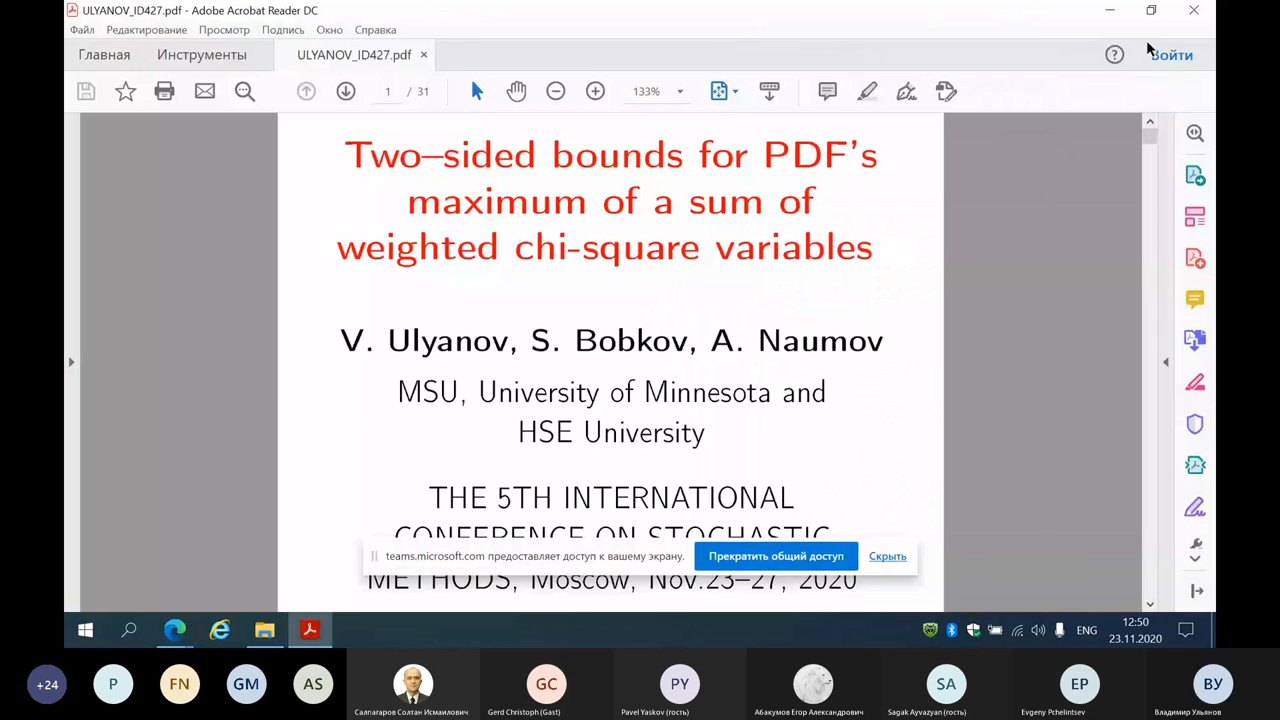 ULYANOV_ID427.pdf - Adobe Acrobat Reader DC
Файл Редактирование Просмотр Подпись Окно Справка
Главная Инструменты ULYANOV_ID427.pdf × Войти
1 / 31 133%
Two–sided bounds for PDF's
maximum of a sum of
weighted chi-square variables
V. Ulyanov, S. Bobkov, A. Naumov
MSU, University of Minnesota and
HSE University
THE 5TH INTERNATIONAL
CONFERENCE ON STOCHASTIC
teams.microsoft.com предоставляет доступ к вашему экрану. Прекратить общий доступ Скрыть
METHODS, Moscow, Nov.23–27, 2020
ENG 12:50
23.11.2020
+24 P FN GM AS GC PY SA EP ВУ
Салпагаров Солтан Исмаилович Gerd Christoph (Gast) Pavel Yaskov (гость) Абакумов Егор Александрович Sagak Ayvazyan (гость) Evgeny Pchelintsev Владимир Ульянов